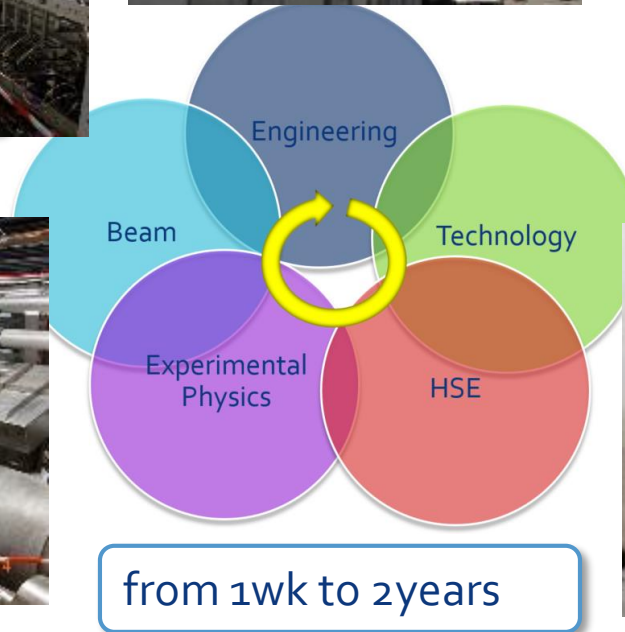 Engineering
Beam
Technology
Experimental
Physics
HSE
from 1wk to 2years